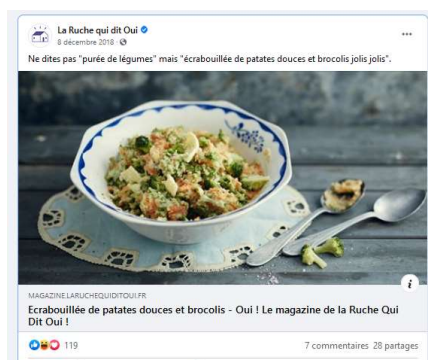 La Ruche qui dit Oui
8 décembre 2018 ·
Ne dites pas "purée de légumes" mais "écrabouillée de patates douces et brocolis jolis jolis".
MAGAZINE.LARUCHEQUIDITOUI.FR
Ecrabouillée de patates douces et brocolis - Oui ! Le magazine de la Ruche Qui
Dit Oui !
119
7 commentaires 28 partages